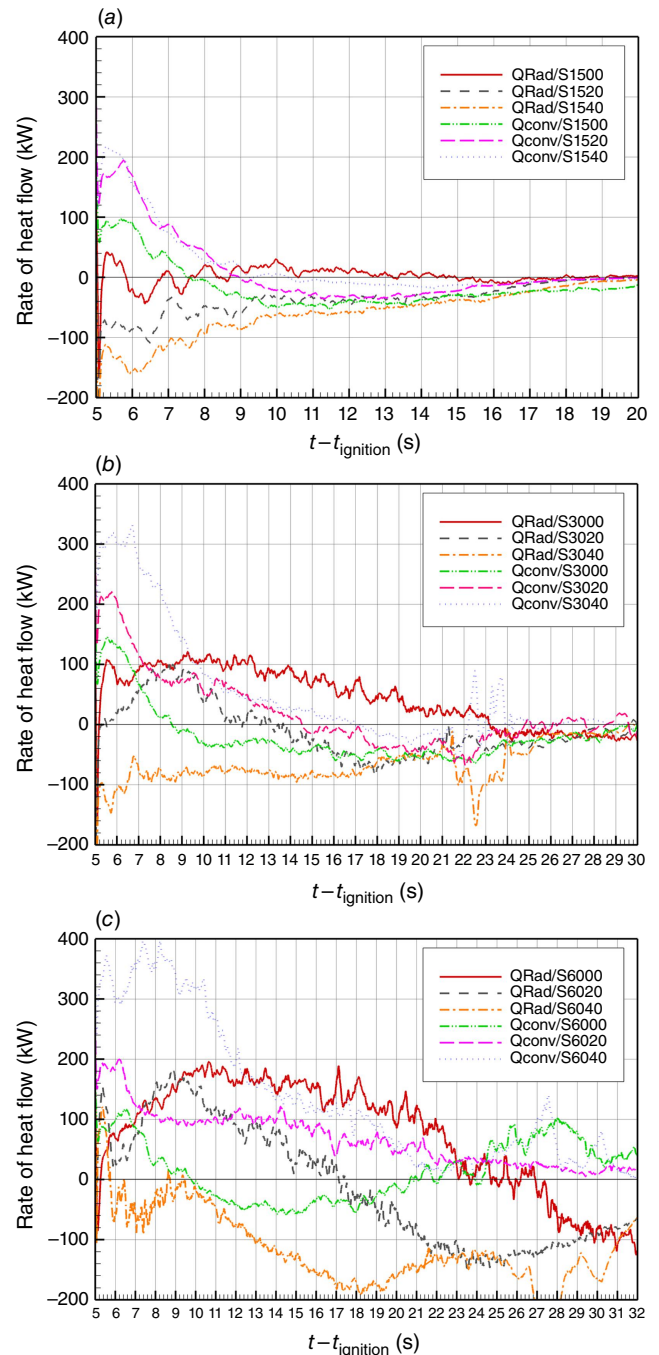 (a)
400
300
200
100
0
−100
−200
Rate of heat flow (kW)
QRad/S1500
QRad/S1520
QRad/S1540
Qconv/S1500
Qconv/S1520
Qconv/S1540
5 6 7 8 9 10 11 12 13 14 15 16 17 18 19 20
t − tignition (s)
(b)
400
300
200
100
0
−100
−200
Rate of heat flow (kW)
QRad/S3000
QRad/S3020
QRad/S3040
Qconv/S3000
Qconv/S3020
Qconv/S3040
5 6 7 8 9 10 11 12 13 14 15 16 17 18 19 20 21 22 23 24 25 26 27 28 29 30
t − tignition (s)
(c)
400
300
200
100
0
−100
−200
Rate of heat flow (kW)
QRad/S6000
QRad/S6020
QRad/S6040
Qconv/S6000
Qconv/S6020
Qconv/S6040
5 6 7 8 9 10 11 12 13 14 15 16 17 18 19 20 21 22 23 24 25 26 27 28 29 30 31 32
t − tignition (s)